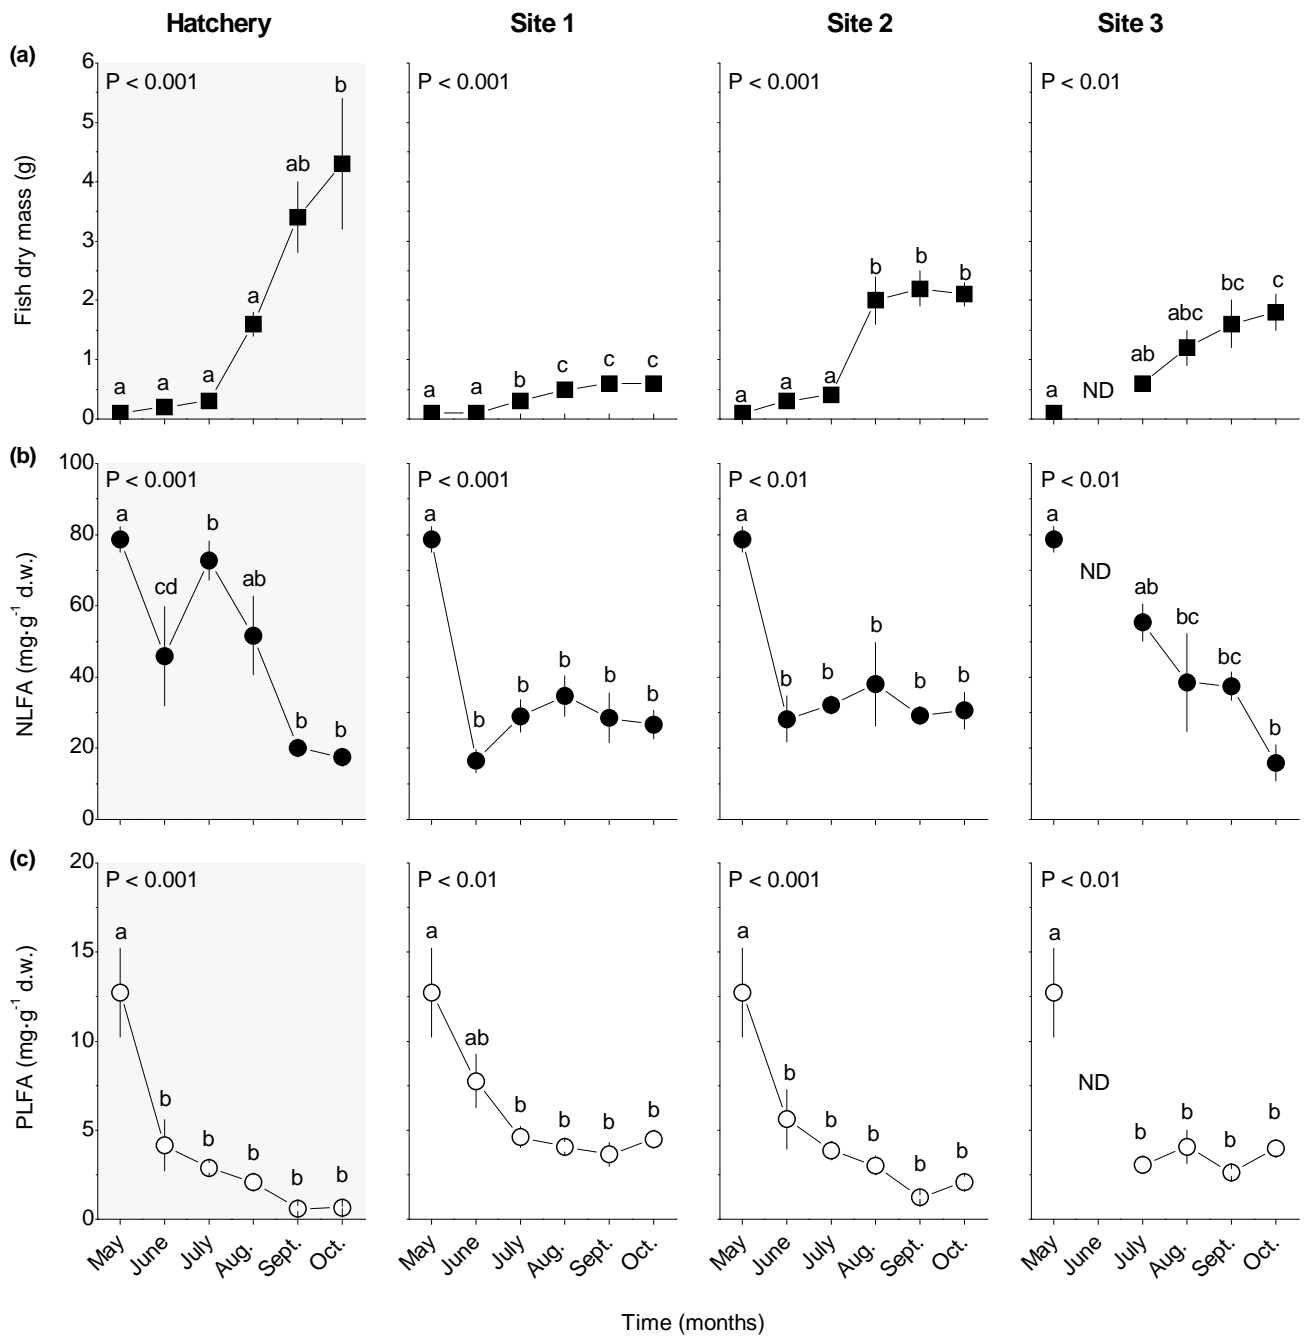 Hatchery Site 1 Site 2 Site 3
(a)
Fish dry mass (g)
6
5
4
3
2
1
0
P < 0.001
a a a a ab b
P < 0.001
a a b c c c
P < 0.001
a a a b b b
P < 0.01
a ND ab abc bc c
(b)
NLFA (mg·g⁻¹ d.w.)
100
80
60
40
20
0
P < 0.001
a cd b ab b b
P < 0.001
a b b b b b
P < 0.01
a b b b b b
P < 0.01
a ND ab bc bc b
(c)
PLFA (mg·g⁻¹ d.w.)
20
15
10
5
0
P < 0.001
a b b b b b
P < 0.01
a ab b b b b
P < 0.001
a b b b b b
P < 0.01
a ND b b b b
May June July Aug. Sept. Oct.
May June July Aug. Sept. Oct.
May June July Aug. Sept. Oct.
May June July Aug. Sept. Oct.
Time (months)